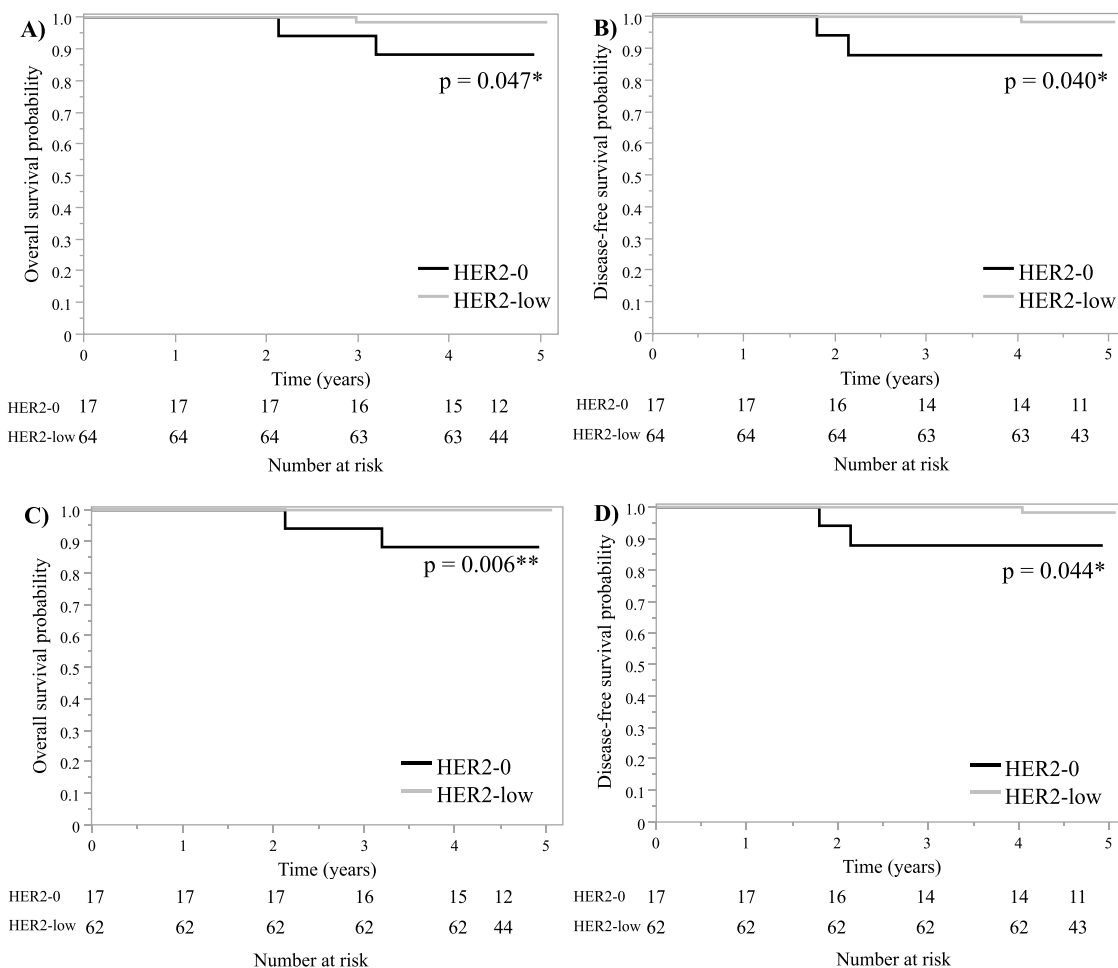 A)
Overall survival probability
1.0
0.9
0.8
0.7
0.6
0.5
0.4
0.3
0.2
0.1
0
p = 0.047*
HER2-0
HER2-low
0 1 2 3 4 5
Time (years)
HER2-0 17 17 17 16 15 12
HER2-low 64 64 64 63 63 44
Number at risk
B)
Disease-free survival probability
1.0
0.9
0.8
0.7
0.6
0.5
0.4
0.3
0.2
0.1
0
p = 0.040*
HER2-0
HER2-low
0 1 2 3 4 5
Time (years)
HER2-0 17 17 16 14 14 11
HER2-low 64 64 64 63 63 43
Number at risk
C)
Overall survival probability
1.0
0.9
0.8
0.7
0.6
0.5
0.4
0.3
0.2
0.1
0
p = 0.006**
HER2-0
HER2-low
0 1 2 3 4 5
Time (years)
HER2-0 17 17 17 16 15 12
HER2-low 62 62 62 62 62 44
Number at risk
D)
Disease-free survival probability
1.0
0.9
0.8
0.7
0.6
0.5
0.4
0.3
0.2
0.1
0
p = 0.044*
HER2-0
HER2-low
0 1 2 3 4 5
Time (years)
HER2-0 17 17 16 14 14 11
HER2-low 62 62 62 62 62 43
Number at risk